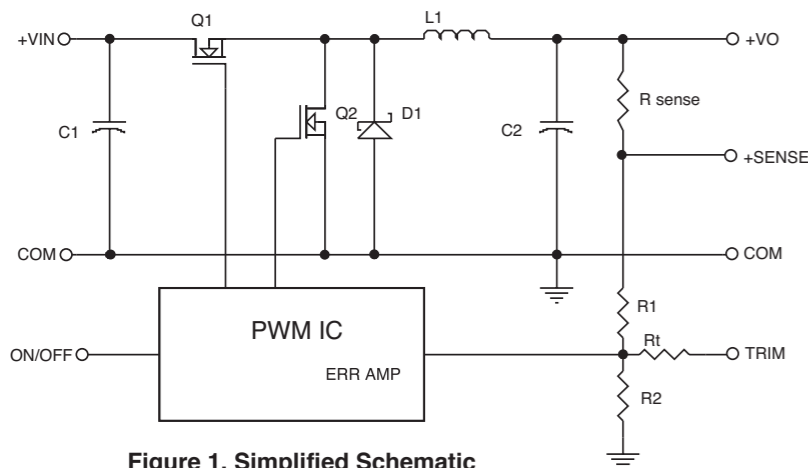 Q1
L1
+VIN
+VO
R sense
C1
Q2
D1
C2
+SENSE
COM
COM
R1
PWM IC
Rt
ON/OFF
TRIM
ERR AMP
R2
Figure 1. Simplified Schematic